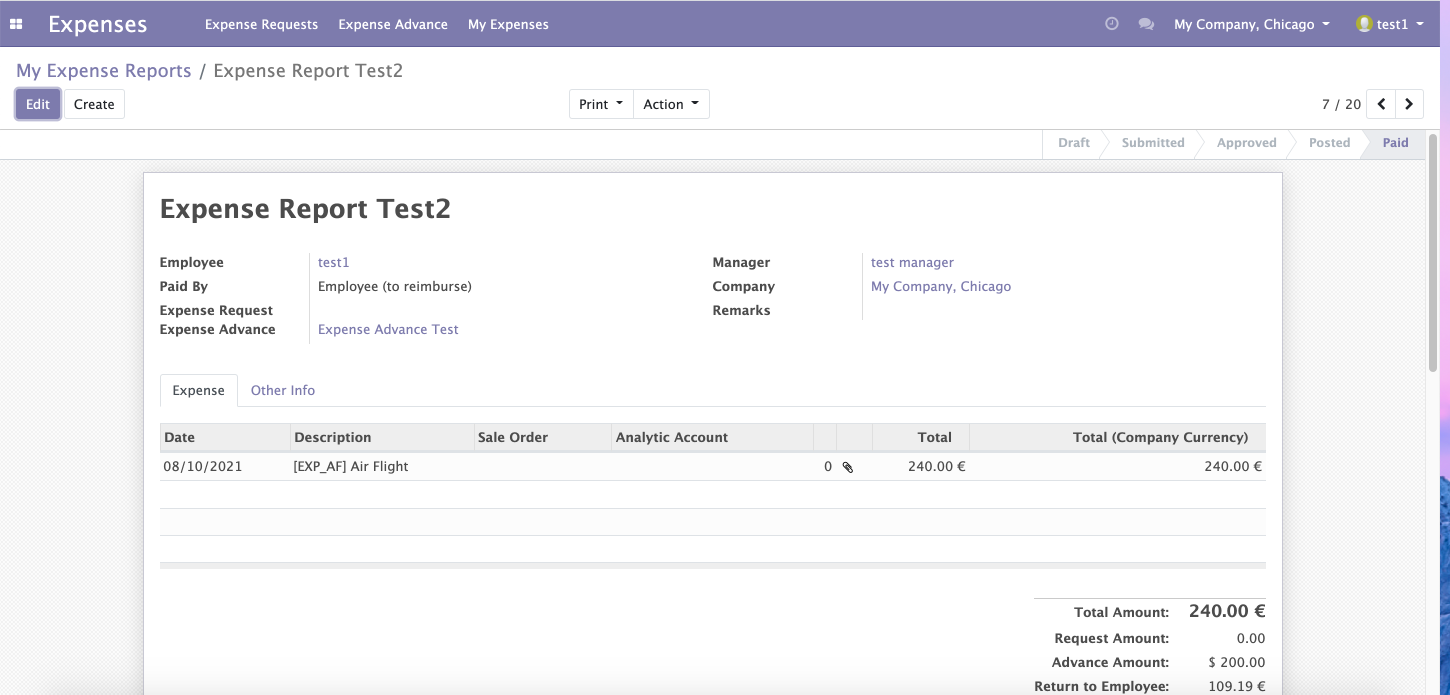 Expenses Expense Requests Expense Advance My Expenses My Company, Chicago test1
My Expense Reports / Expense Report Test2
Edit Create Print Action 7 / 20
Draft Submitted Approved Posted Paid
Expense Report Test2
Employee test1 Manager test manager
Paid By Employee (to reimburse) Company My Company, Chicago
Expense Request Remarks
Expense Advance Expense Advance Test
Expense Other Info
Date Description Sale Order Analytic Account Total Total (Company Currency)
08/10/2021 [EXP_AF] Air Flight 0 240.00 € 240.00 €
Total Amount: 240.00 €
Request Amount: 0.00
Advance Amount: $ 200.00
Return to Employee: 109.19 €